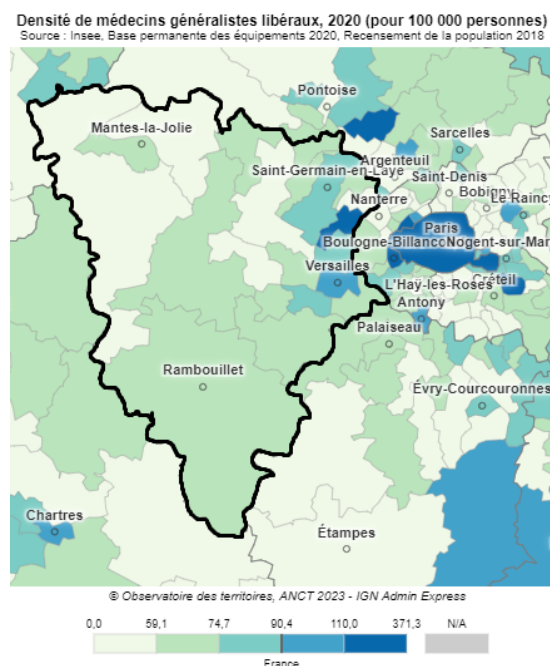 Densité de médecins généralistes libéraux, 2020 (pour 100 000 personnes)
Source : Insee, Base permanente des équipements 2020, Recensement de la population 2018
Pontoise
Mantes-la-Jolie
Sarcelles
Argenteuil
Saint-Germain-en-Laye
Saint-Denis
Bobigny
Le Raincy
Nanterre
Paris
Boulogne-Billanco
Nogent-sur-Mar
Versailles
L'Haÿ-les-Roses
Créteil
Antony
Palaiseau
Rambouillet
Évry-Courcouronnes
Chartres
Étampes
© Observatoire des territoires, ANCT 2023 - IGN Admin Express
0,0 59,1 74,7 90,4 110,0 371,3 N/A
France